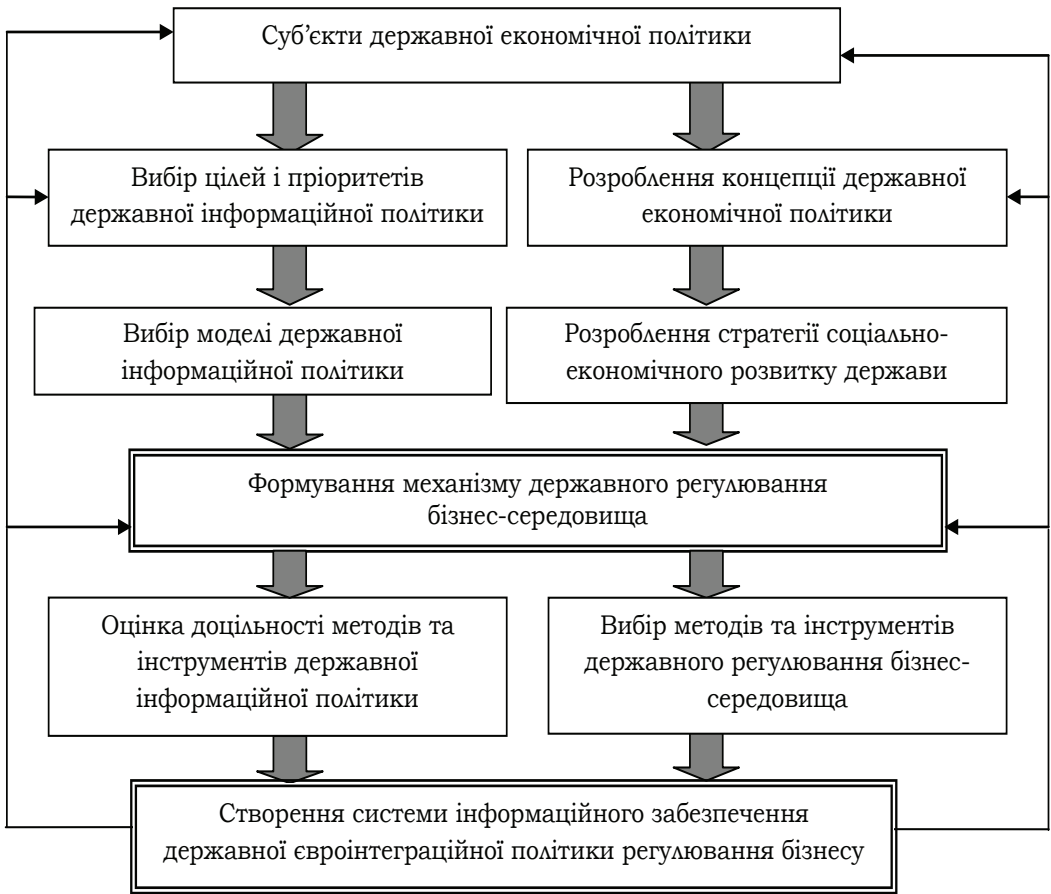 Суб’єкти державної економічної політики
Вибір цілей і пріоритетів
державної інформаційної політики
Розроблення концепції державної
економічної політики
Вибір моделі державної
інформаційної політики
Розроблення стратегії соціально-
економічного розвитку держави
Формування механізму державного регулювання
бізнес-середовища
Оцінка доцільності методів та
інструментів державної
інформаційної політики
Вибір методів та інструментів
державного регулювання бізнес-
середовища
Створення системи інформаційного забезпечення
державної євроінтеграційної політики регулювання бізнесу